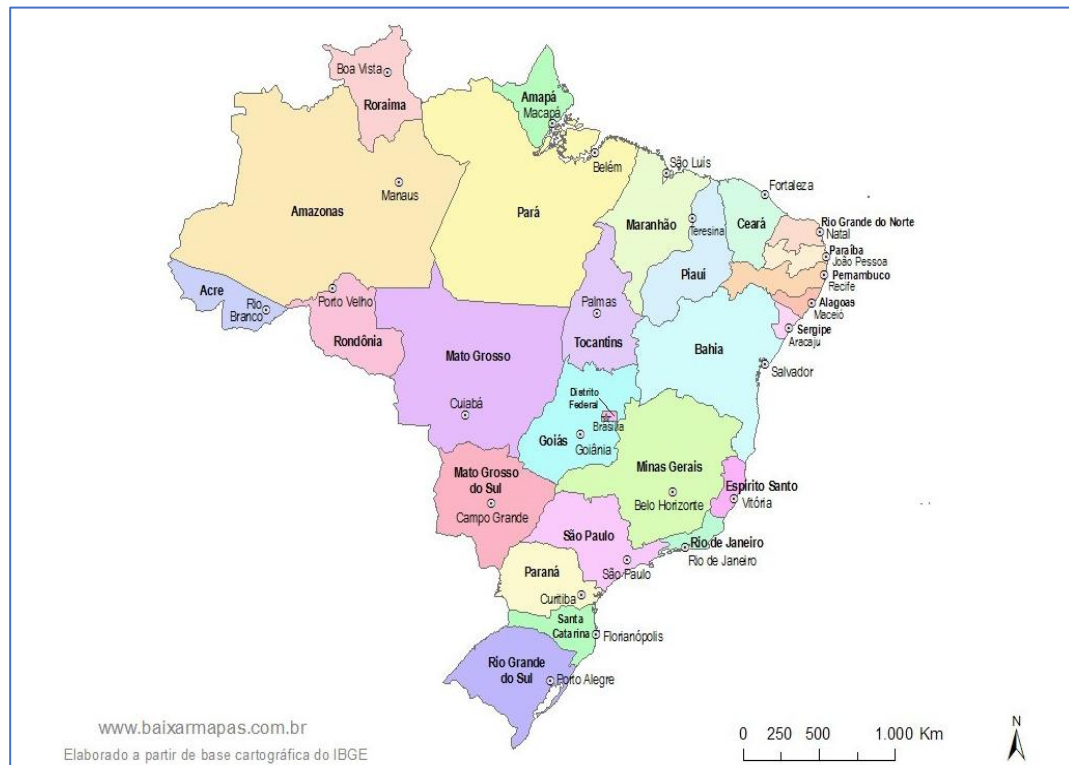 Boa Vista
Roraima
Amapá
Macapá
Belém
São Luís
Fortaleza
Manaus
Amazonas
Pará
Maranhão
Teresina
Ceará
Rio Grande do Norte
Natal
Paraíba
João Pessoa
Pernambuco
Recife
Piauí
Acre
Rio
Branco
Porto Velho
Rondônia
Palmas
Tocantins
Alagoas
Maceió
Sergipe
Aracaju
Mato Grosso
Bahia
Salvador
Cuiabá
Distrito
Federal
Brasília
Goiás
Goiânia
Mato Grosso
do Sul
Campo Grande
Minas Gerais
Belo Horizonte
Espírito Santo
Vitória
São Paulo
São Paulo
Rio de Janeiro
Rio de Janeiro
Paraná
Curitiba
Santa
Catarina
Florianópolis
Rio Grande
do Sul
Porto Alegre
www.baixarmapas.com.br
Elaborado a partir de base cartográfica do IBGE
0 250 500 1.000 Km
N